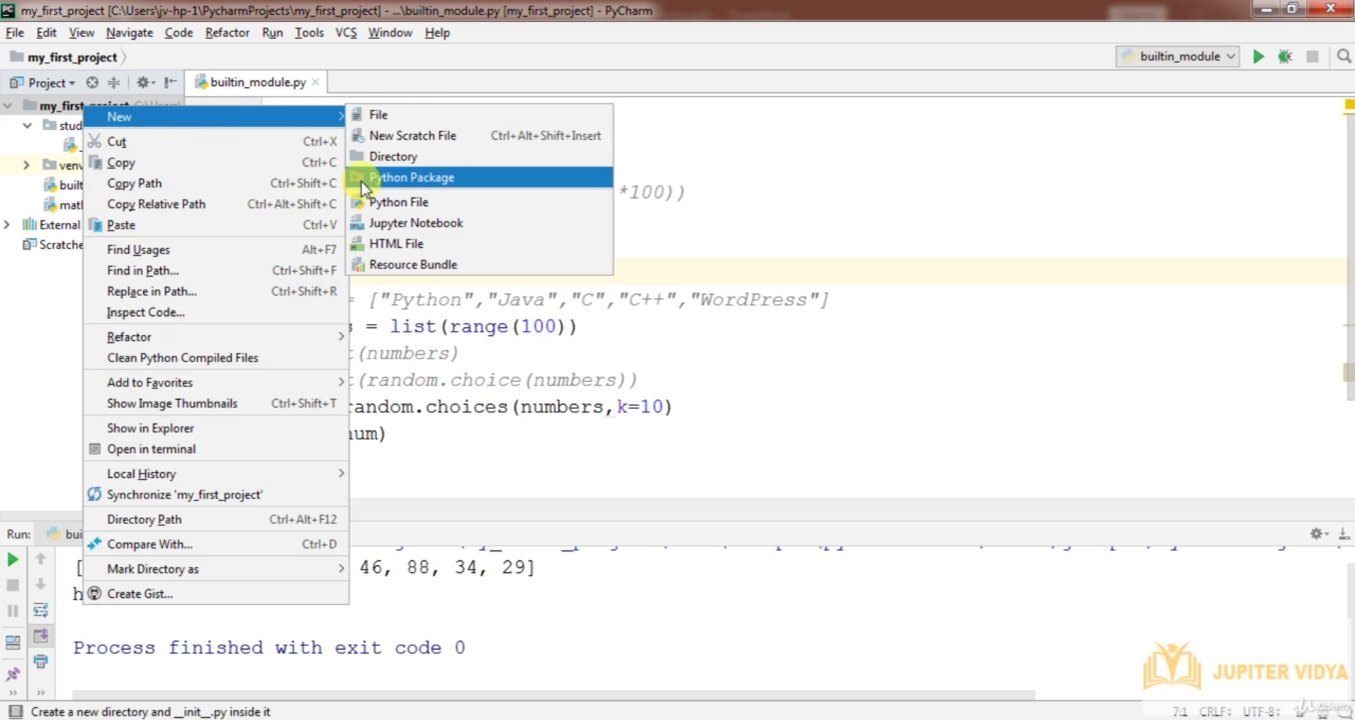 my_first_project [C:\Users\jv-hp-1\PycharmProjects\my_first_project] - ...\builtin_module.py [my_first_project] - PyCharm
File Edit View Navigate Code Refactor Run Tools VCS Window Help
my_first_project
builtin_module
Project
builtin_module.py
my_first_project
New
Cut Ctrl+X
Copy Ctrl+C
Copy Path Ctrl+Shift+C
Copy Relative Path Ctrl+Alt+Shift+C
Paste Ctrl+V
Find Usages Alt+F7
Find in Path... Ctrl+Shift+F
Replace in Path... Ctrl+Shift+R
Inspect Code...
Refactor
Clean Python Compiled Files
Add to Favorites
Show Image Thumbnails Ctrl+Shift+T
Show in Explorer
Open in terminal
Local History
Synchronize 'my_first_project'
Directory Path Ctrl+Alt+F12
Compare With... Ctrl+D
Mark Directory as
Create Gist...
File
New Scratch File Ctrl+Alt+Shift+Insert
Directory
Python Package
Python File
Jupyter Notebook
HTML File
Resource Bundle
stud
venv
buil
math
External
Scratche
*100))
= ["Python","Java","C","C++","WordPress"]
s = list(range(100))
t(numbers)
t(random.choice(numbers))
random.choices(numbers,k=10)
num)
Run: bui
[ 46, 88, 34, 29]
h
Process finished with exit code 0
JUPITER VIDYA
Create a new directory and __init__.py inside it
7:1 CRLF UTF-8
Udemy